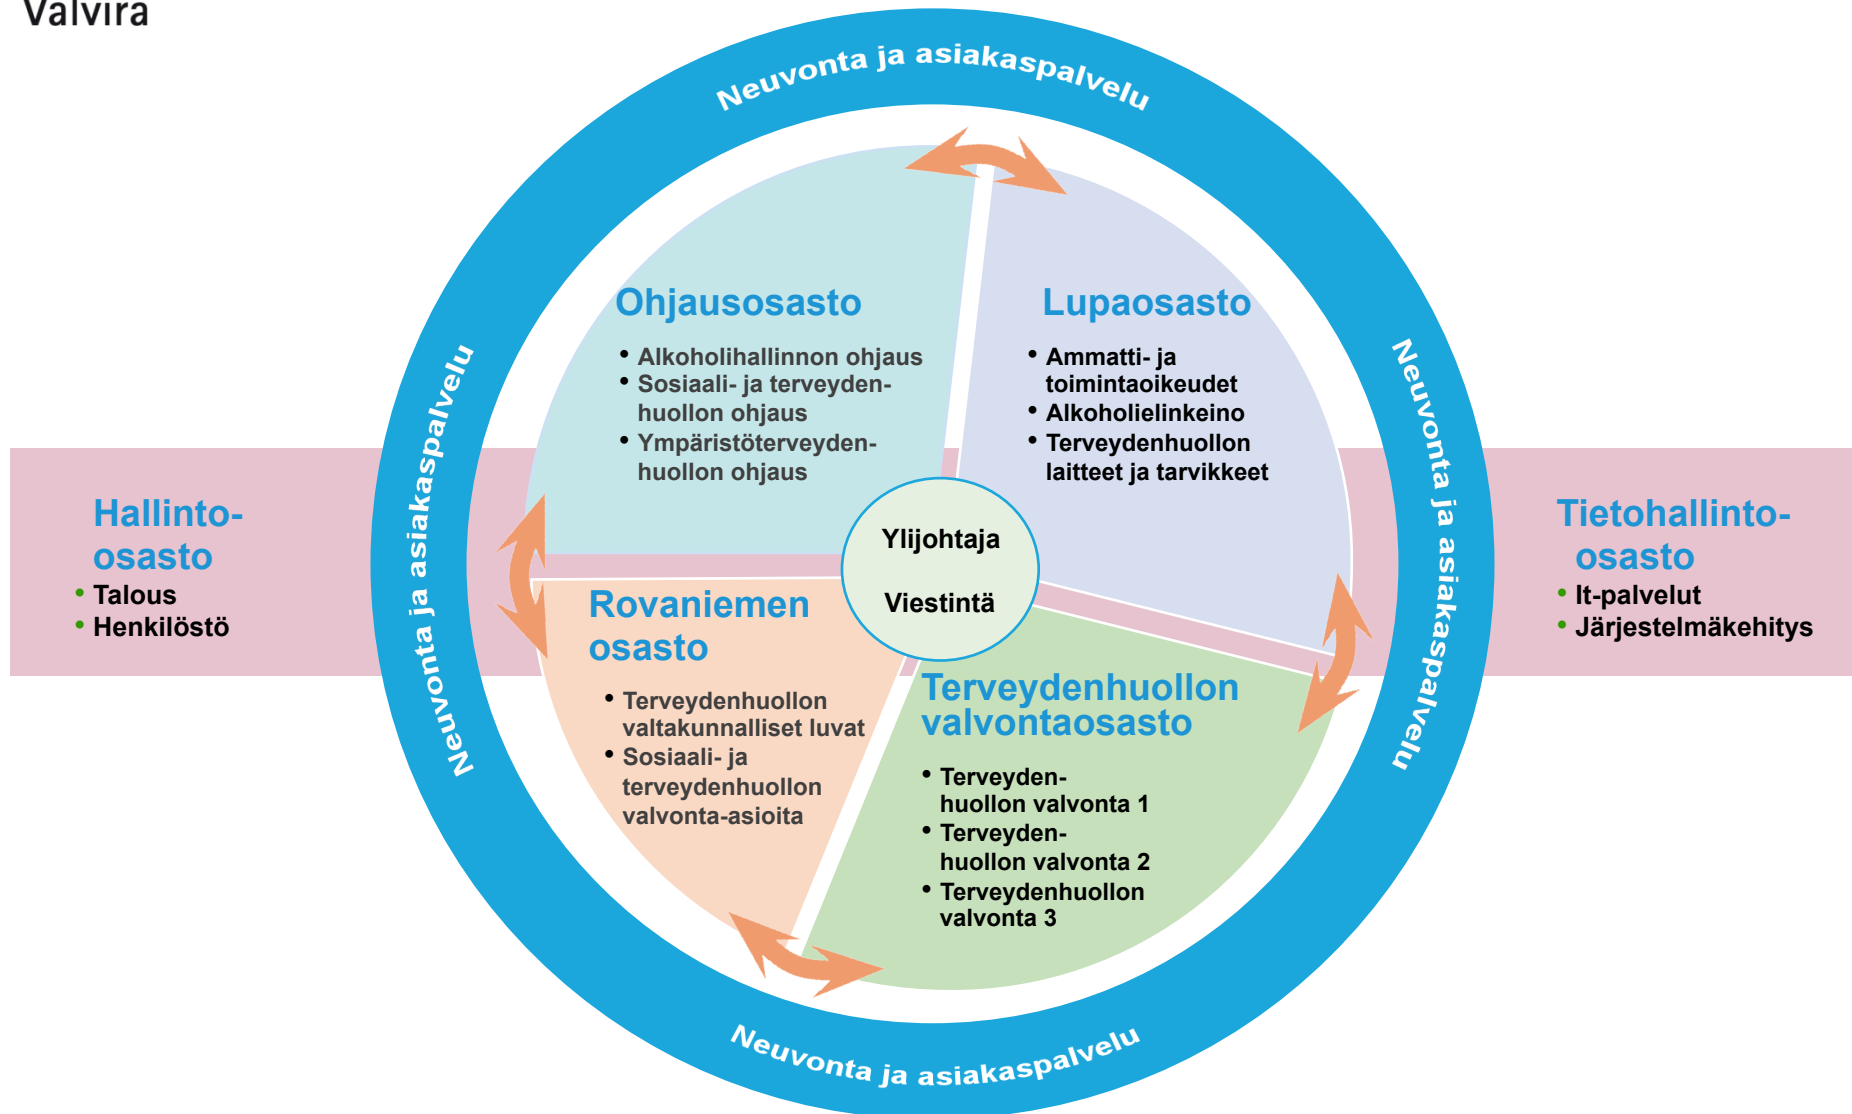 Valvira
Neuvonta ja asiakaspalvelu
Neuvonta ja asiakaspalvelu
Neuvonta ja asiakaspalvelu
Neuvonta ja asiakaspalvelu
Ohjausosasto
• Alkoholihallinnon ohjaus
• Sosiaali- ja terveyden-
huollon ohjaus
• Ympäristöterveyden-
huollon ohjaus
Lupaosasto
• Ammatti- ja
toimintaoikeudet
• Alkoholielinkeino
• Terveydenhuollon
laitteet ja tarvikkeet
Hallinto-
osasto
• Talous
• Henkilöstö
Ylijohtaja
Viestintä
Tietohallinto-
osasto
• It-palvelut
• Järjestelmäkehitys
Rovaniemen
osasto
• Terveydenhuollon
valtakunnalliset luvat
• Sosiaali- ja
terveydenhuollon
valvonta-asioita
Terveydenhuollon
valvontaosasto
• Terveyden-
huollon valvonta 1
• Terveyden-
huollon valvonta 2
• Terveydenhuollon
valvonta 3